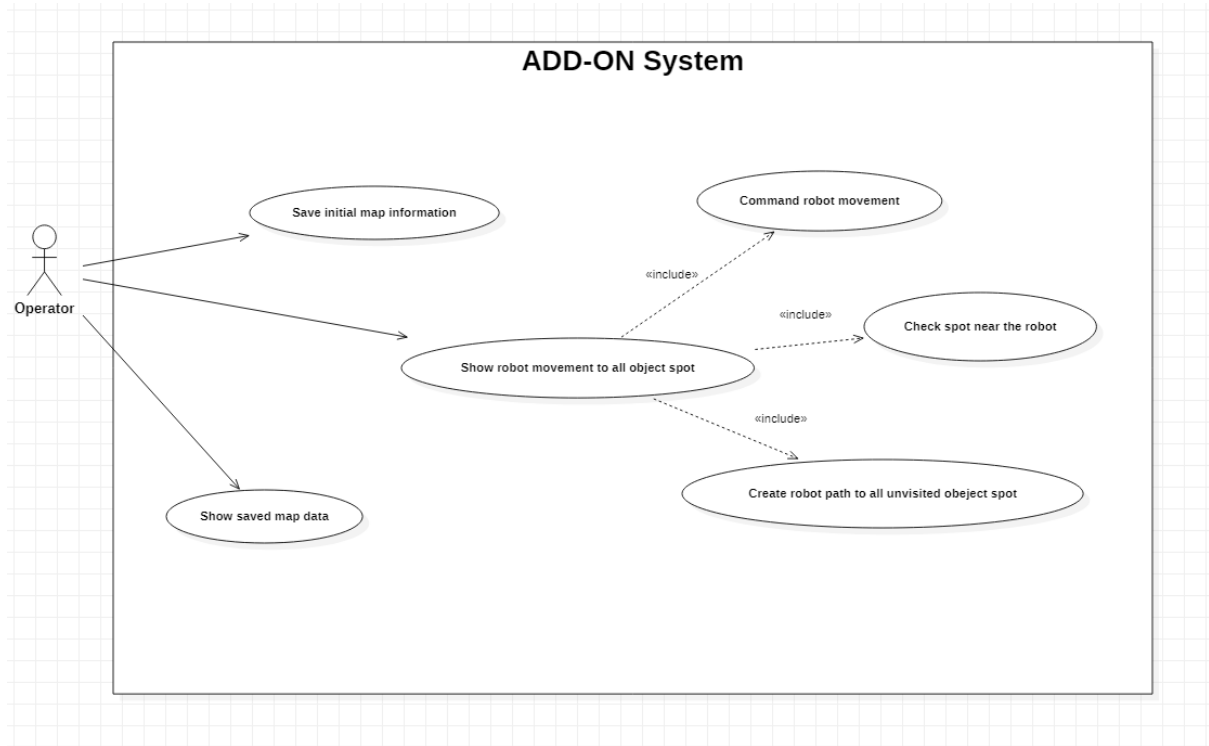 ADD-ON System
Save initial map information
Command robot movement
Operator
«include»
«include»
Check spot near the robot
Show robot movement to all object spot
«include»
Create robot path to all unvisited obeject spot
Show saved map data